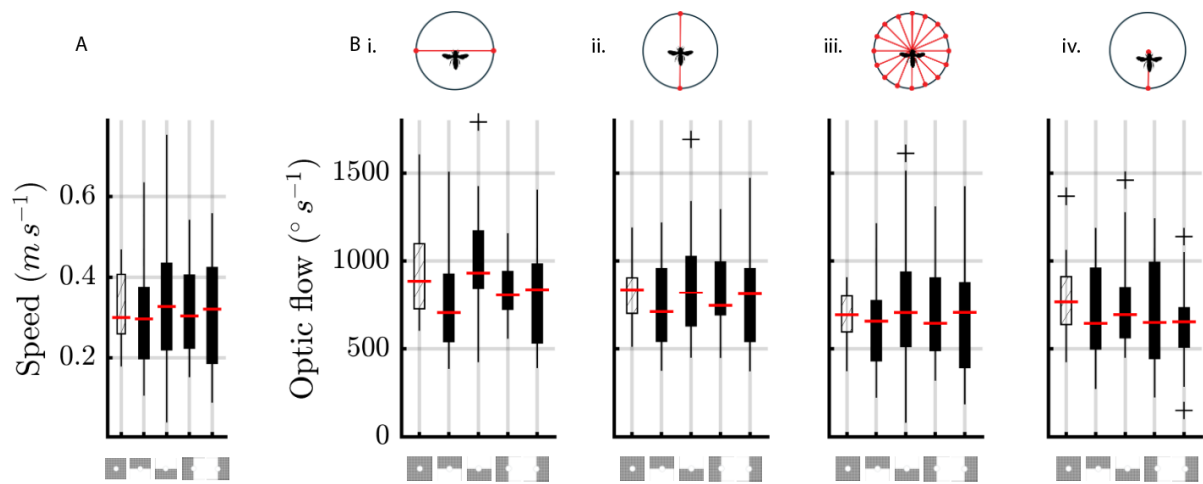 A
B i.
ii.
iii.
iv.
Speed (m s⁻¹)
0.6
0.4
0.2
Optic flow (° s⁻¹)
1500
1000
500
0